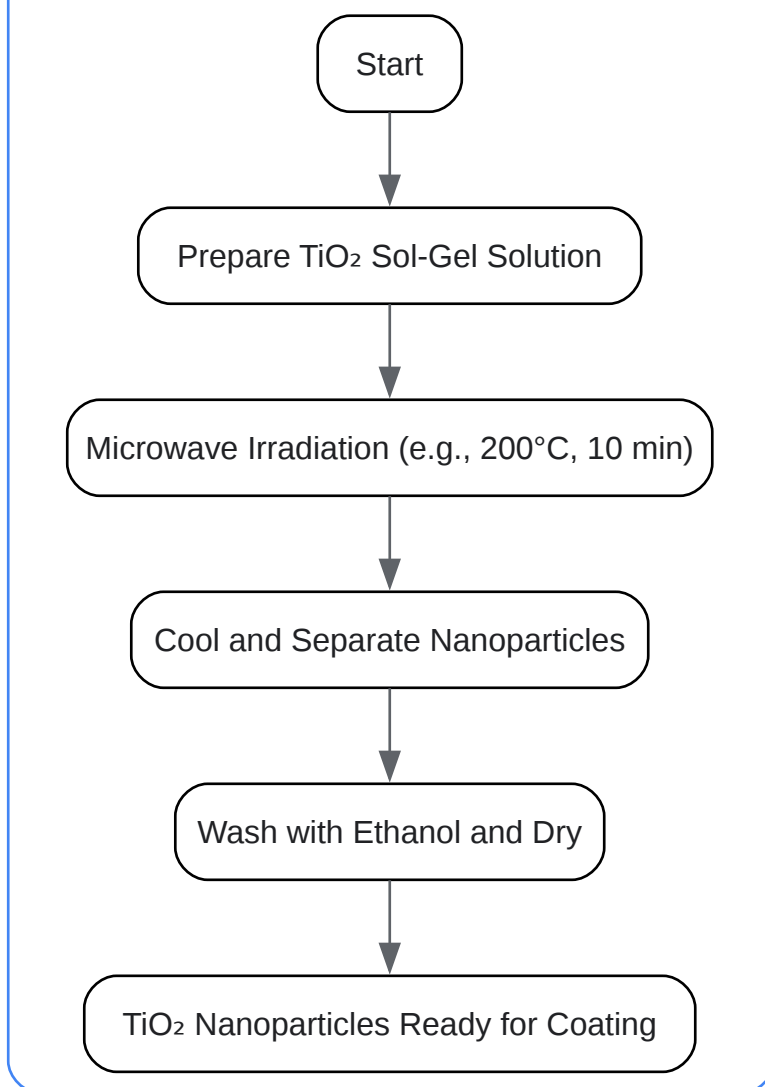 Start
Prepare TiO₂ Sol-Gel Solution
Microwave Irradiation (e.g., 200°C, 10 min)
Cool and Separate Nanoparticles
Wash with Ethanol and Dry
TiO₂ Nanoparticles Ready for Coating